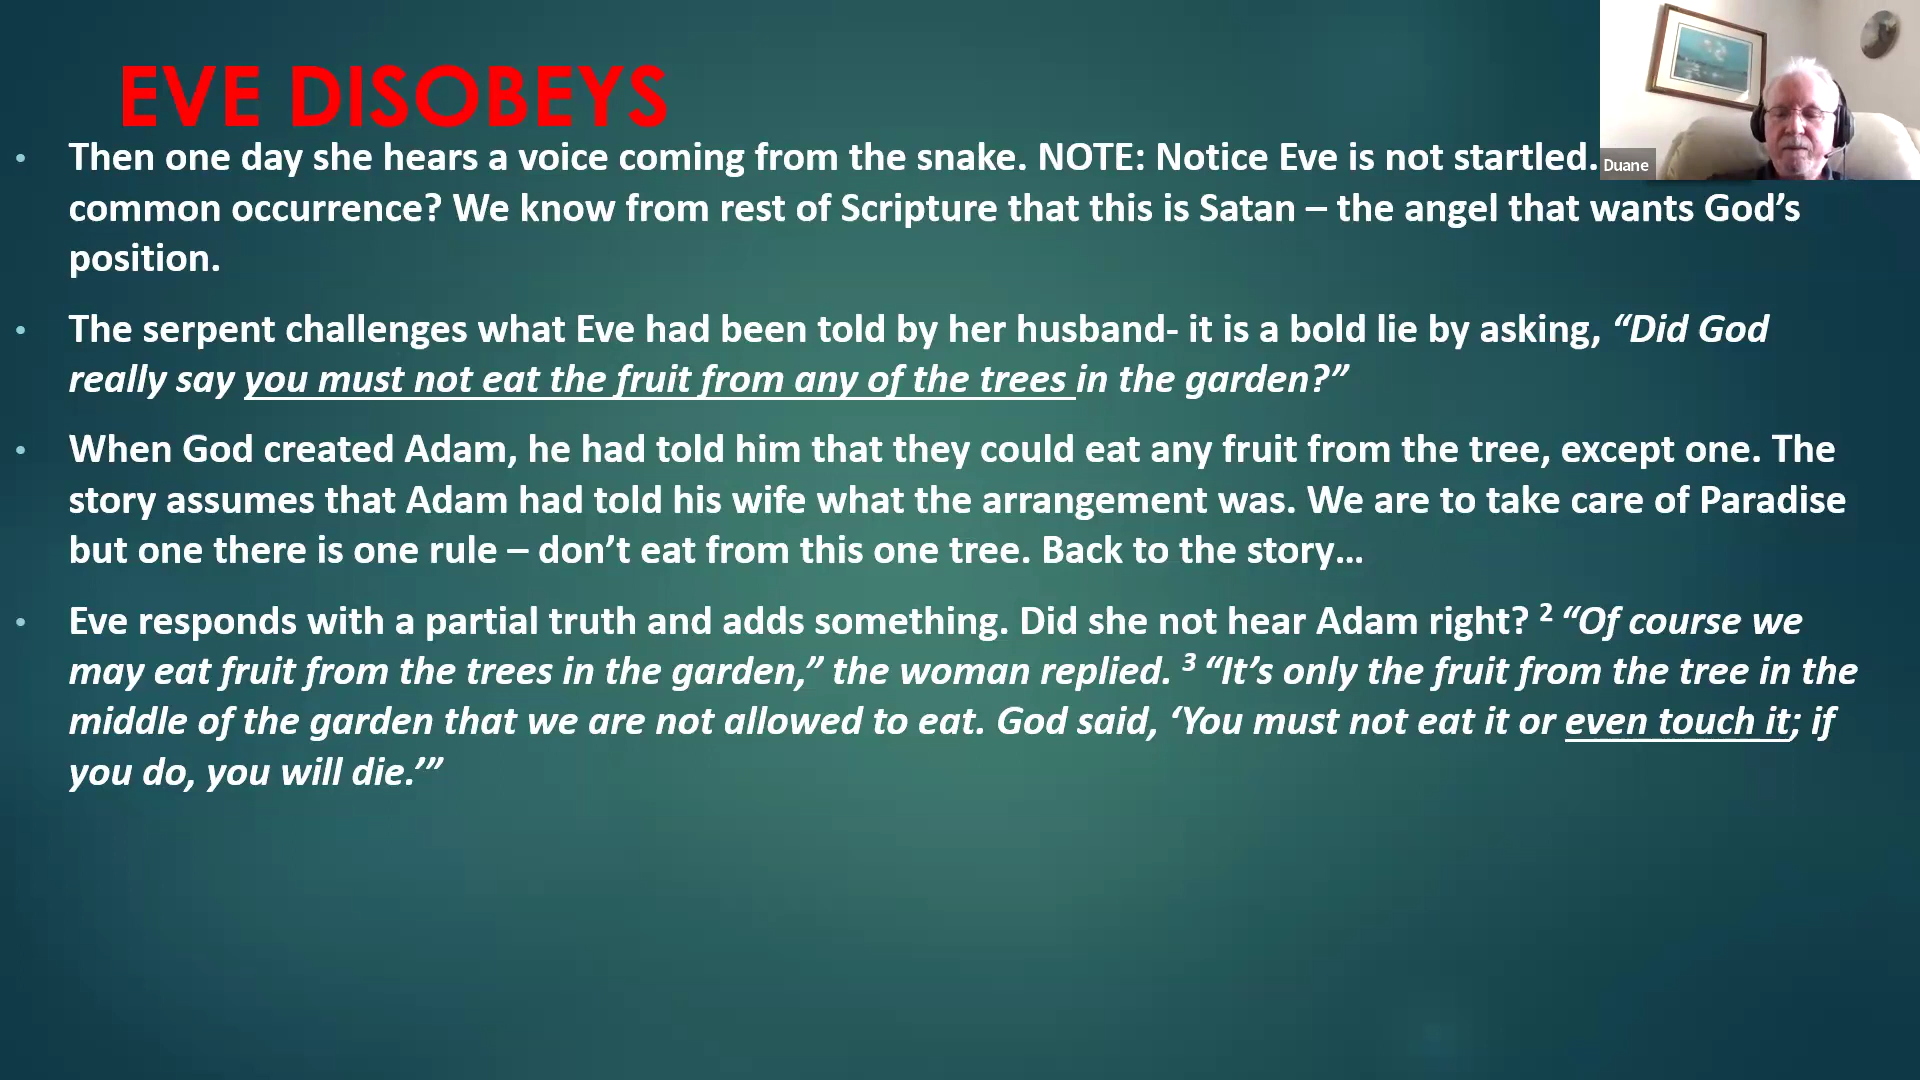 EVE DISOBEYS
• Then one day she hears a voice coming from the snake. NOTE: Notice Eve is not startled.
common occurrence? We know from rest of Scripture that this is Satan – the angel that wants God’s
position.
• The serpent challenges what Eve had been told by her husband- it is a bold lie by asking, “Did God
really say you must not eat the fruit from any of the trees in the garden?”
• When God created Adam, he had told him that they could eat any fruit from the tree, except one. The
story assumes that Adam had told his wife what the arrangement was. We are to take care of Paradise
but one there is one rule – don’t eat from this one tree. Back to the story…
• Eve responds with a partial truth and adds something. Did she not hear Adam right? ² “Of course we
may eat fruit from the trees in the garden,” the woman replied. ³ “It’s only the fruit from the tree in the
middle of the garden that we are not allowed to eat. God said, ‘You must not eat it or even touch it; if
you do, you will die.’”
Duane